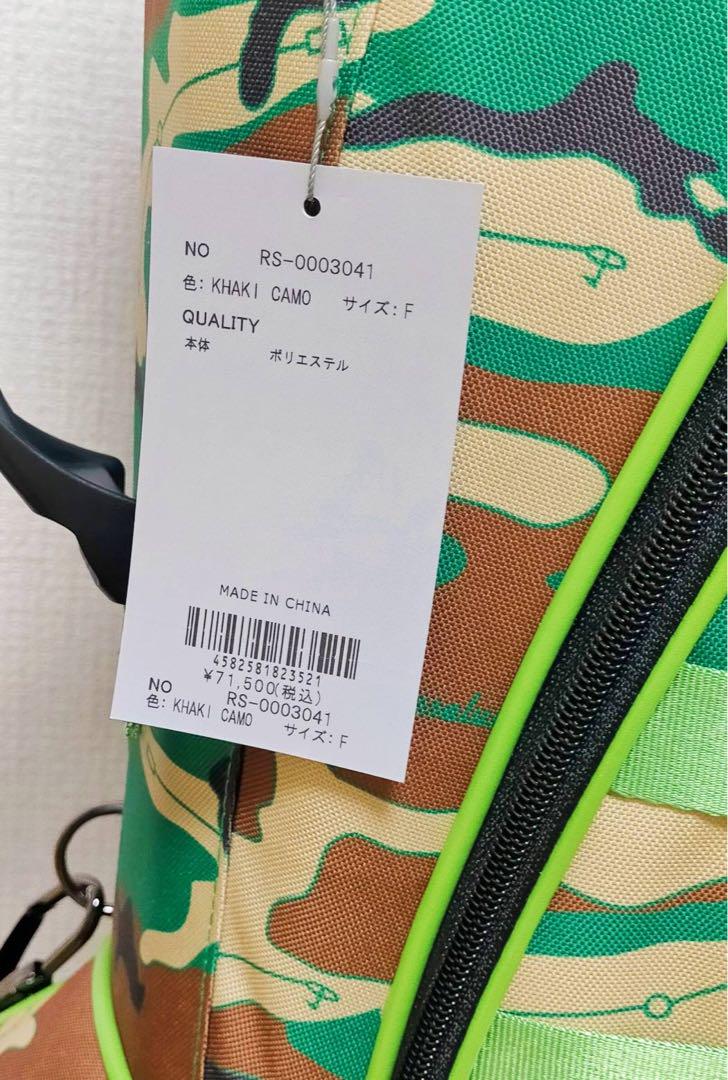 NO RS-0003041
色: KHAKI CAMO サイズ: F
QUALITY
本体 ポリエステル
MADE IN CHINA
4582581823521
¥71,500(税込)
NO RS-0003041
色: KHAKI CAMO サイズ: F